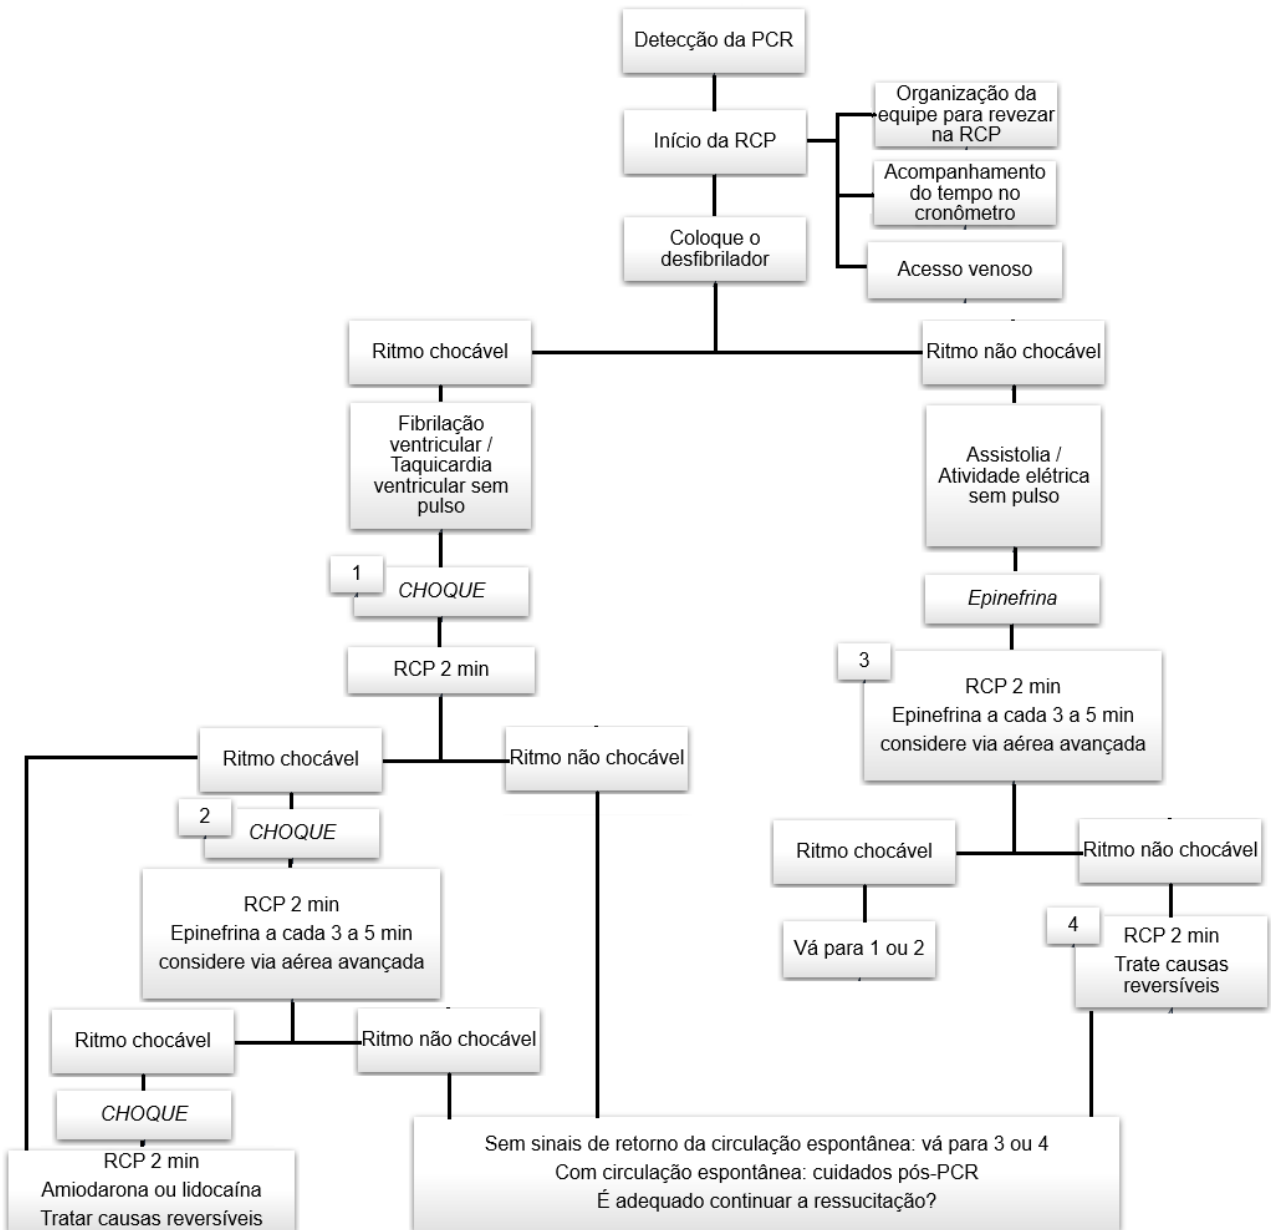 Detecção da PCR
Início da RCP
Organização da
equipe para revezar
na RCP
Acompanhamento
do tempo no
cronômetro
Acesso venoso
Coloque o
desfibrilador
Ritmo chocável
Ritmo não chocável
Fibrilação
ventricular /
Taquicardia
ventricular sem
pulso
Assistolia /
Atividade elétrica
sem pulso
1
CHOQUE
Epinefrina
RCP 2 min
3
RCP 2 min
Epinefrina a cada 3 a 5 min
considere via aérea avançada
Ritmo chocável
Ritmo não chocável
2
CHOQUE
RCP 2 min
Epinefrina a cada 3 a 5 min
considere via aérea avançada
Ritmo chocável
Ritmo não chocável
Vá para 1 ou 2
4
RCP 2 min
Trate causas
reversíveis
Ritmo chocável
Ritmo não chocável
CHOQUE
RCP 2 min
Amiodarona ou lidocaína
Tratar causas reversíveis
Sem sinais de retorno da circulação espontânea: vá para 3 ou 4
Com circulação espontânea: cuidados pós-PCR
É adequado continuar a ressucitação?